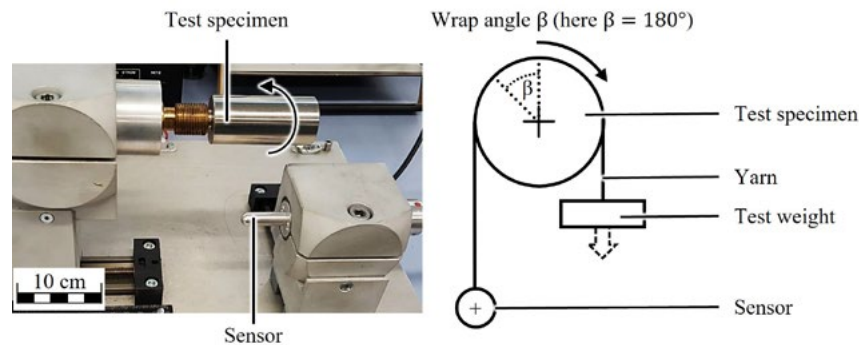 Test specimen
10 cm
Sensor
Wrap angle β (here β = 180°)
β
Test specimen
Yarn
Test weight
Sensor